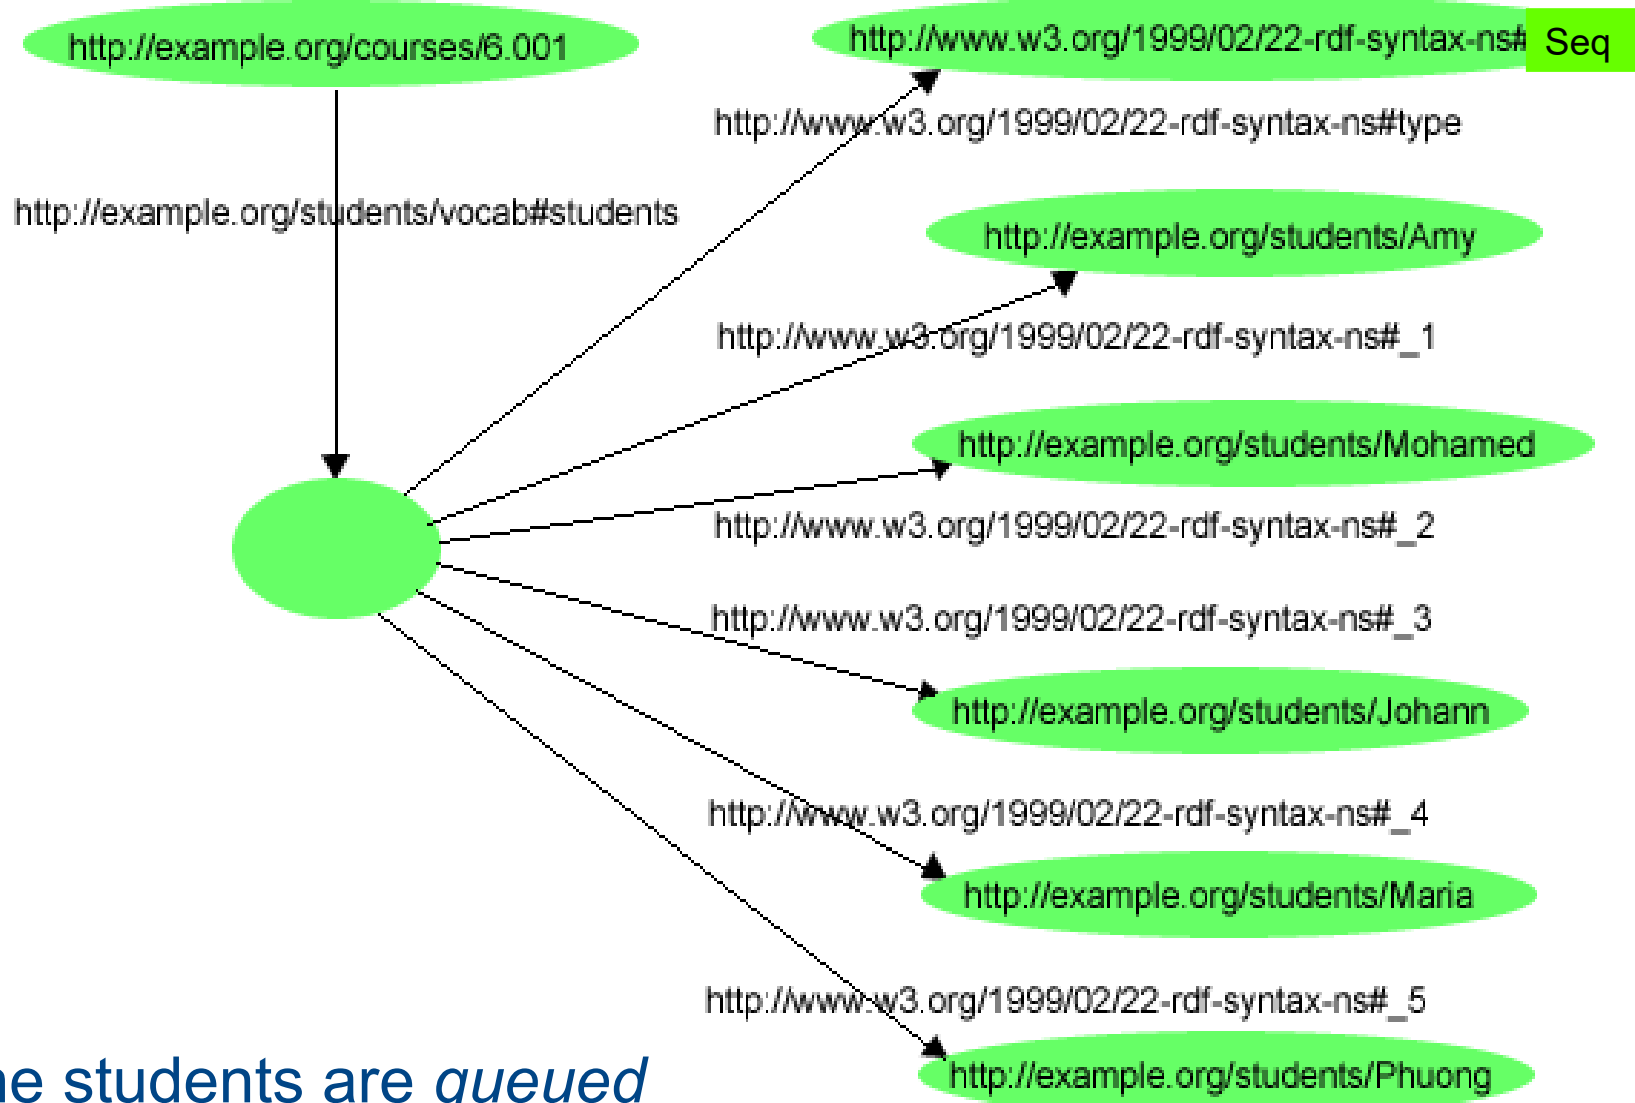 http://example.org/courses/6.001
http://www.w3.org/1999/02/22-rdf-syntax-ns# Seq
http://www.w3.org/1999/02/22-rdf-syntax-ns#type
http://example.org/students/vocab#students
http://example.org/students/Amy
http://www.w3.org/1999/02/22-rdf-syntax-ns#_1
http://example.org/students/Mohamed
http://www.w3.org/1999/02/22-rdf-syntax-ns#_2
http://www.w3.org/1999/02/22-rdf-syntax-ns#_3
http://example.org/students/Johann
http://www.w3.org/1999/02/22-rdf-syntax-ns#_4
http://example.org/students/Maria
http://www.w3.org/1999/02/22-rdf-syntax-ns#_5
http://example.org/students/Phuong
students are queued